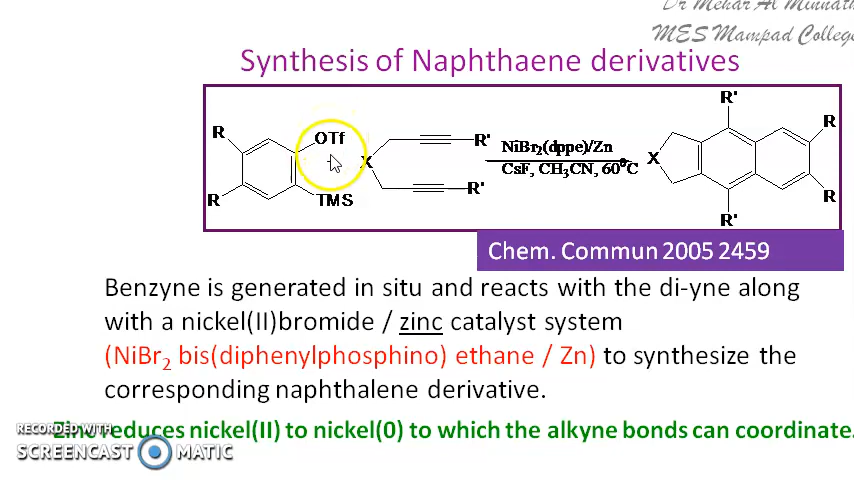 Dr Mehar Al Minnath
MES Mampad College
Synthesis of Naphthaene derivatives
R'
R OTf R' NiBr₂(dppe)/Zn R
X X
CsF, CH₃CN, 60⁰C
R TMS R' R
R'
Chem. Commun 2005 2459
Benzyne is generated in situ and reacts with the di-yne along
with a nickel(II)bromide / zinc catalyst system
(NiBr₂ bis(diphenylphosphino) ethane / Zn) to synthesize the
corresponding naphthalene derivative.
Zinc reduces nickel(II) to nickel(0) to which the alkyne bonds can coordinate.
RECORDED WITH
SCREENCAST MATIC